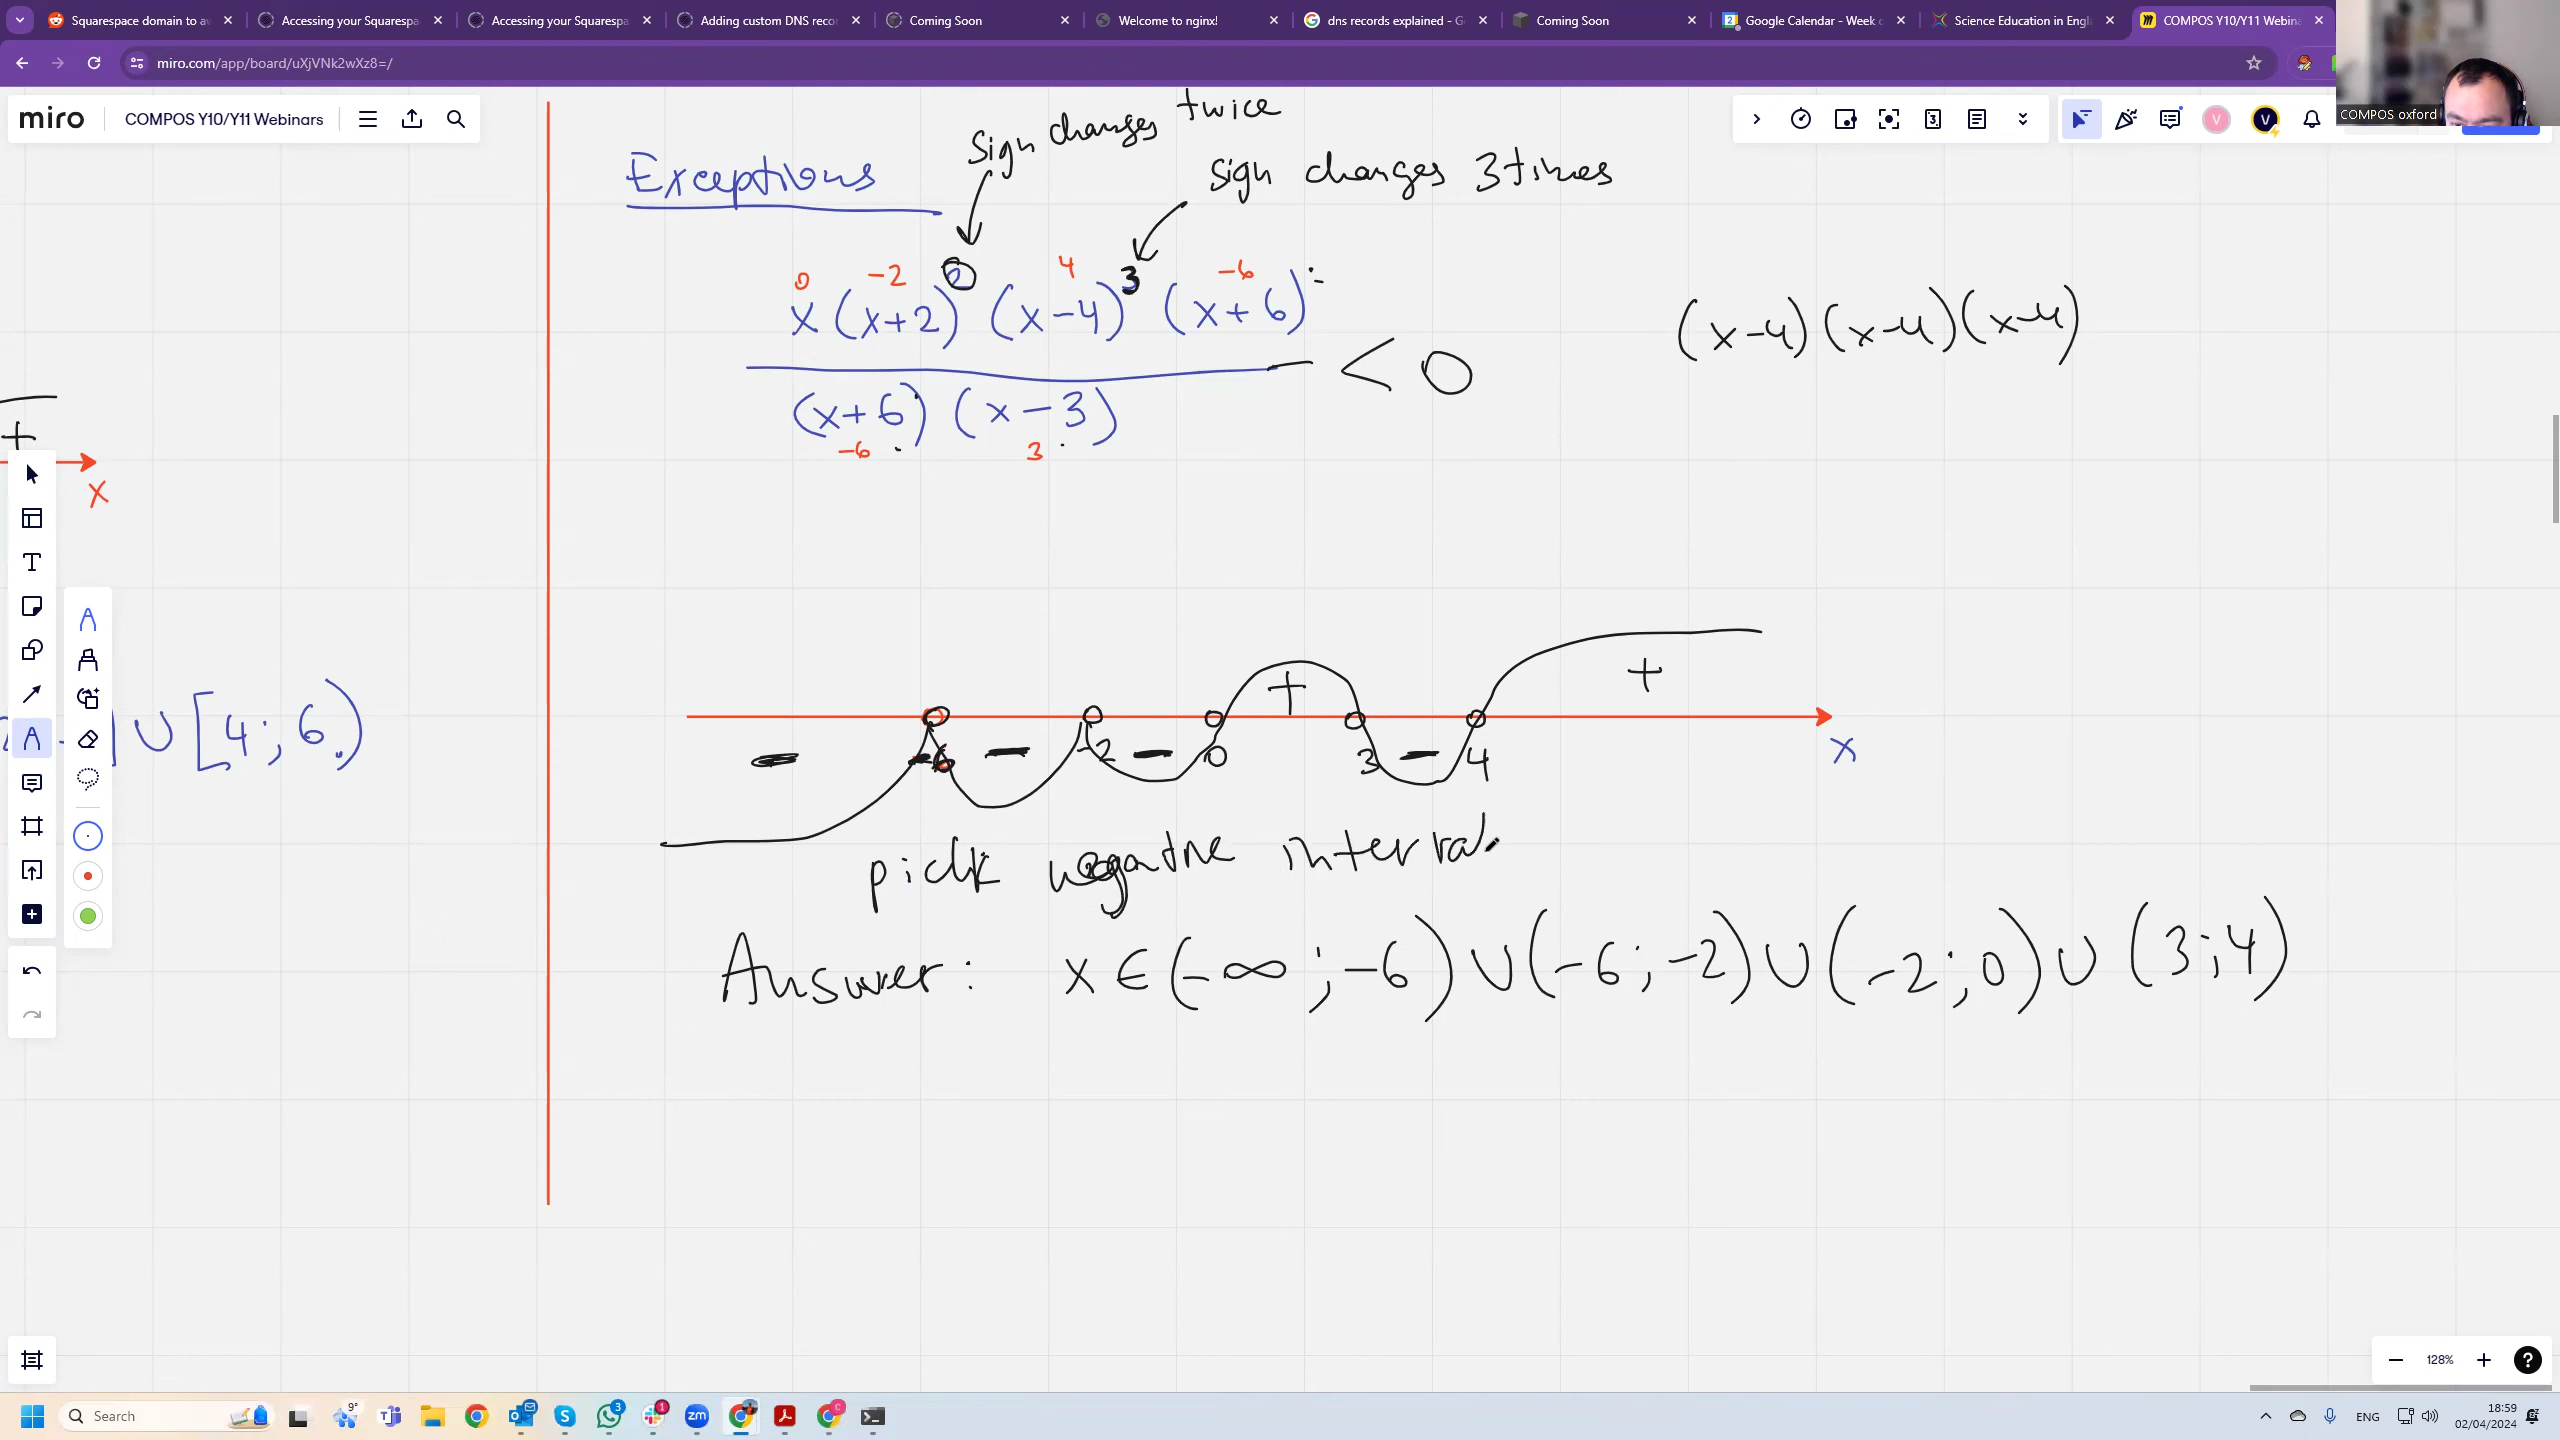 Squarespace domain to a
Accessing your Squarespa
Accessing your Squarespa
Adding custom DNS reco
Coming Soon
Welcome to nginx!
dns records explained - G
Coming Soon
Google Calendar - Week
Science Education in Engl
COMPOS Y10/Y11 Webina
miro.com/app/board/uXjVNk2wXz8=/
miro
COMPOS Y10/Y11 Webinars
COMPOS oxford
V
V
sign changes twice
Exceptions
sign changes 3 times
0 -2 4 -6
x (x+2)² (x-4)³ (x+6)
< 0
(x+6) (x-3)
-6 3
(x-4)(x-4)(x-4)
+
x
∪ [4; 6)
+ +
- -6 - -2 - 0 3 - 4
x
pick negative interval
Answer: x ∈ (-∞; -6) ∪ (-6; -2) ∪ (-2; 0) ∪ (3; 4)
128%
Search
9°
3
1
ENG
18:59
02/04/2024